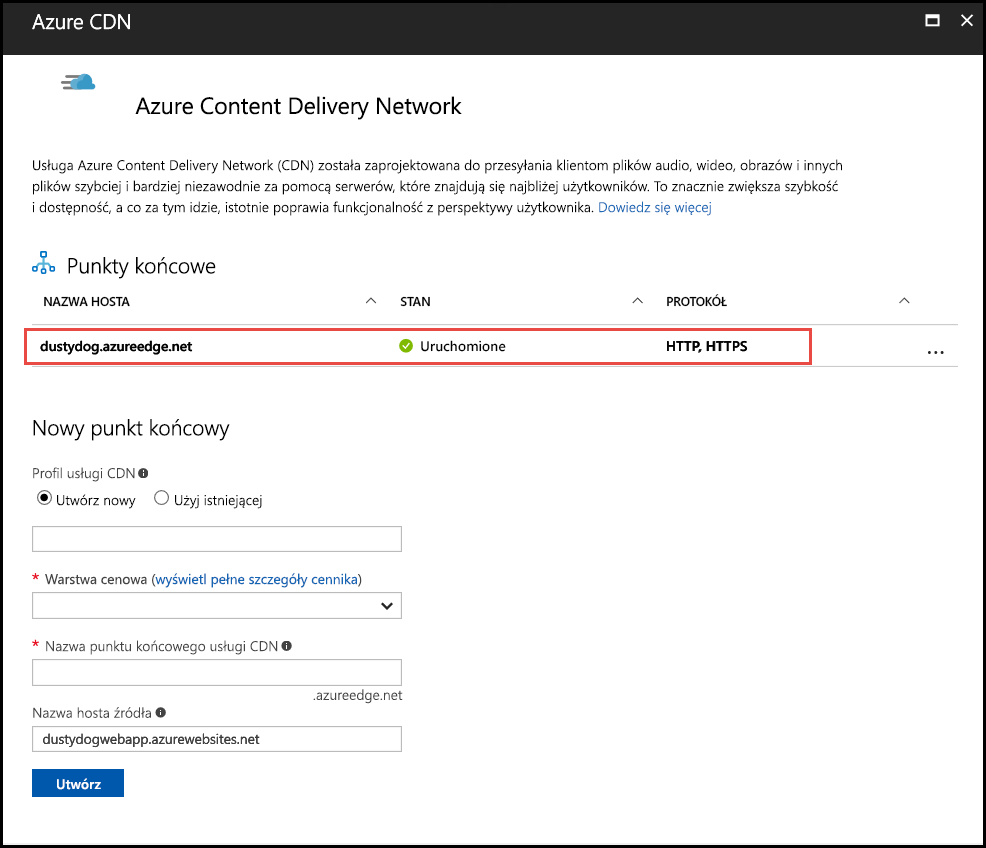 Azure CDN
Azure Content Delivery Network
Usługa Azure Content Delivery Network (CDN) została zaprojektowana do przesyłania klientom plików audio, wideo, obrazów i innych
plików szybciej i bardziej niezawodnie za pomocą serwerów, które znajdują się najbliżej użytkowników. To znacznie zwiększa szybkość
i dostępność, a co za tym idzie, istotnie poprawia funkcjonalność z perspektywy użytkownika. Dowiedz się więcej
Punkty końcowe
NAZWA HOSTA STAN PROTOKÓŁ
dustydog.azureedge.net Uruchomione HTTP, HTTPS ...
Nowy punkt końcowy
Profil usługi CDN
Utwórz nowy Użyj istniejącej
* Warstwa cenowa (wyświetl pełne szczegóły cennika)
* Nazwa punktu końcowego usługi CDN
.azureedge.net
Nazwa hosta źródła
dustydogwebapp.azurewebsites.net
Utwórz